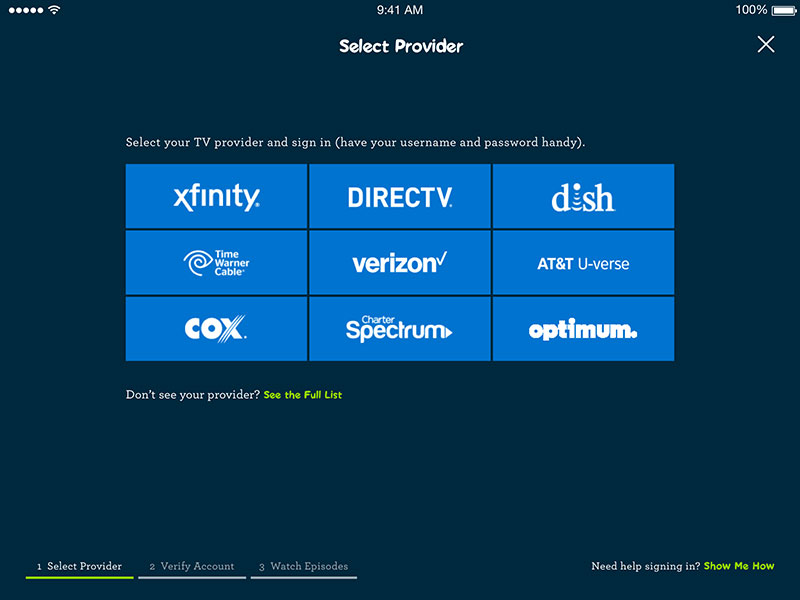 9:41 AM
100%
Select Provider
Select your TV provider and sign in (have your username and password handy).
xfinity®
DIRECTV®
dish
Time
Warner
Cable®
verizon✓
AT&T U-verse
COX®
Charter
Spectrum
optimum.
Don't see your provider? See the Full List
1 Select Provider
2 Verify Account
3 Watch Episodes
Need help signing in? Show Me How